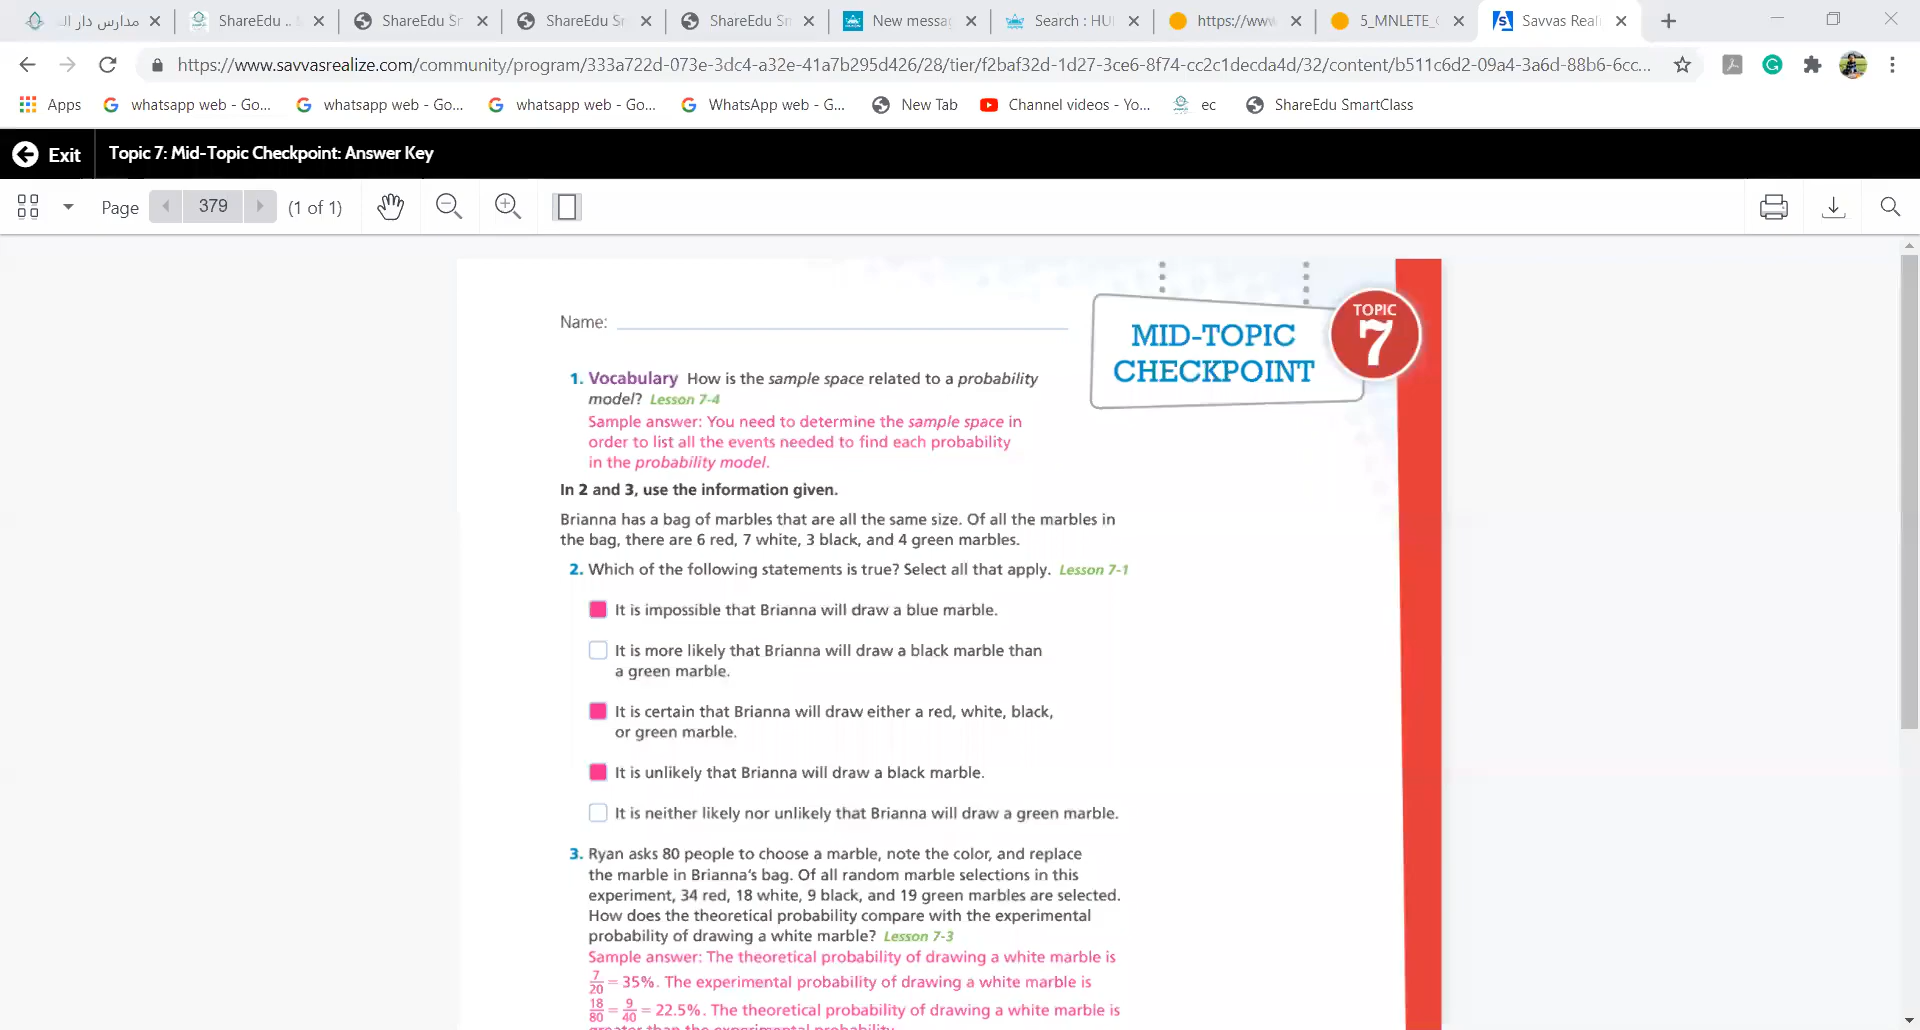 مدارس دار ال
ShareEdu ..
ShareEdu Sr
ShareEdu Sr
ShareEdu Sn
New messa
Search : HUI
https://www
5_MNLETE_
Savvas Real
https://www.savvasrealize.com/community/program/333a722d-073e-3dc4-a32e-41a7b295d426/28/tier/f2baf32d-1d27-3ce6-8f74-cc2c1decda4d/32/content/b511c6d2-09a4-3a6d-88b6-6cc...
Apps whatsapp web - Go... whatsapp web - Go... whatsapp web - Go... WhatsApp web - G... New Tab Channel videos - Yo... ec ShareEdu SmartClass
Exit Topic 7: Mid-Topic Checkpoint: Answer Key
Page 379 (1 of 1)
TOPIC
7
MID-TOPIC
CHECKPOINT
Name:
1. Vocabulary How is the sample space related to a probability
model? Lesson 7-4
Sample answer: You need to determine the sample space in
order to list all the events needed to find each probability
in the probability model.
In 2 and 3, use the information given.
Brianna has a bag of marbles that are all the same size. Of all the marbles in
the bag, there are 6 red, 7 white, 3 black, and 4 green marbles.
2. Which of the following statements is true? Select all that apply. Lesson 7-1
It is impossible that Brianna will draw a blue marble.
It is more likely that Brianna will draw a black marble than
a green marble.
It is certain that Brianna will draw either a red, white, black,
or green marble.
It is unlikely that Brianna will draw a black marble.
It is neither likely nor unlikely that Brianna will draw a green marble.
3. Ryan asks 80 people to choose a marble, note the color, and replace
the marble in Brianna's bag. Of all random marble selections in this
experiment, 34 red, 18 white, 9 black, and 19 green marbles are selected.
How does the theoretical probability compare with the experimental
probability of drawing a white marble? Lesson 7-3
Sample answer: The theoretical probability of drawing a white marble is
7/20 = 35%. The experimental probability of drawing a white marble is
18/80 = 9/40 = 22.5%. The theoretical probability of drawing a white marble is
greater than the experimental probability.